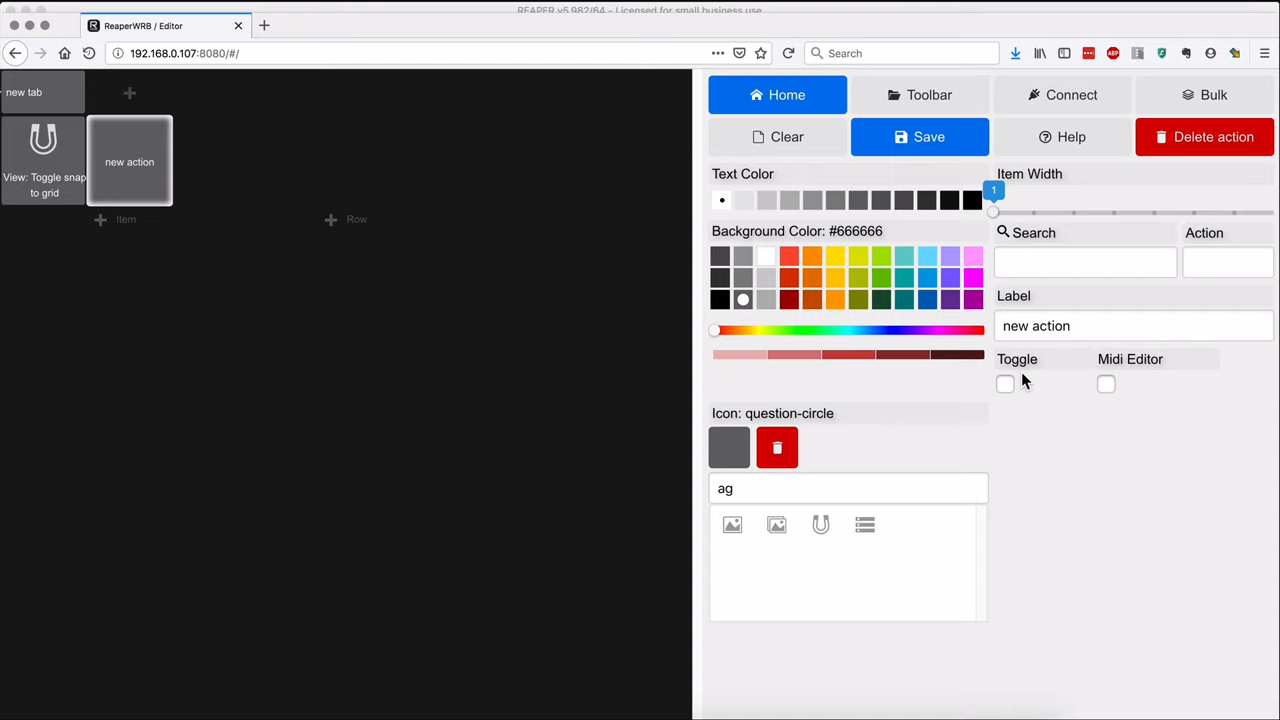 REAPER v5.982/64 - Licensed for small business use
ReaperWRB / Editor
192.168.0.107:8080/#/
Search
ABP
new tab
View: Toggle snap
to grid
new action
Item
Row
Home
Toolbar
Connect
Bulk
Clear
Save
Help
Delete action
Text Color
Item Width
1
Background Color: #666666
Search
Action
Label
new action
Toggle
Midi Editor
Icon: question-circle
ag